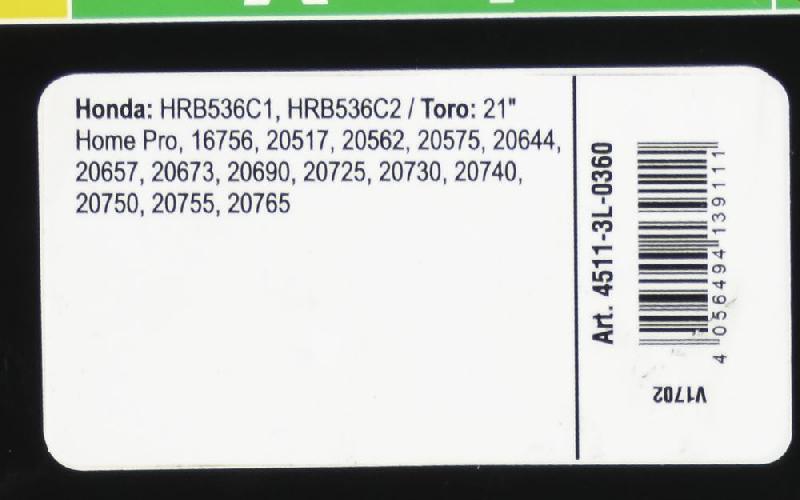 Honda: HRB536C1, HRB536C2 / Toro: 21"
Home Pro, 16756, 20517, 20562, 20575, 20644,
20657, 20673, 20690, 20725, 20730, 20740,
20750, 20755, 20765
Art. 4511-3L-0360
4 056494 139111
V1702